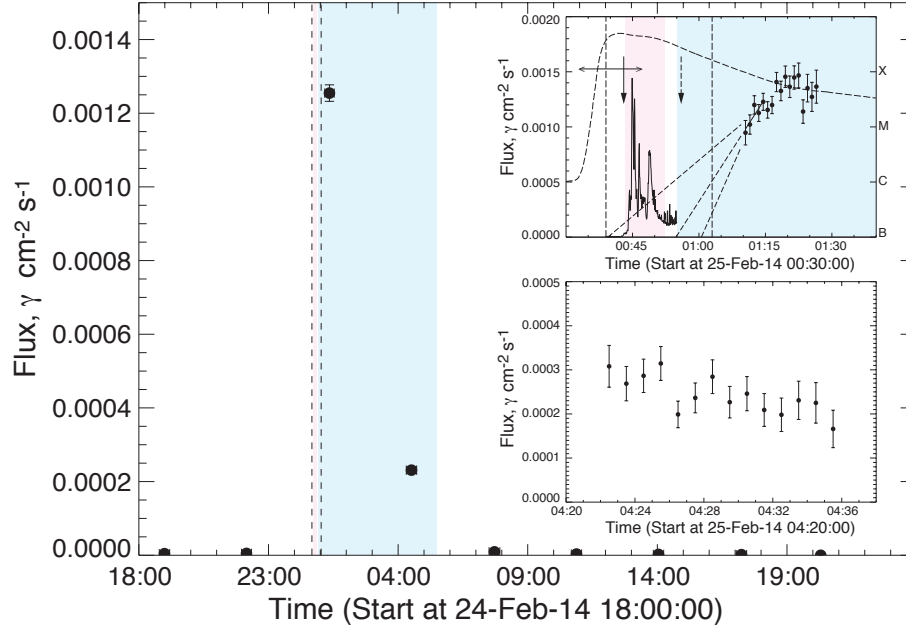 0.0014
0.0012
0.0010
0.0008
0.0006
0.0004
0.0002
0.0000
Flux, γ cm-2 s-1
18:00 23:00 04:00 09:00 14:00 19:00
Time (Start at 24-Feb-14 18:00:00)
0.0020
0.0015
0.0010
0.0005
0.0000
Flux, γ cm-2 s-1
X
M
C
B
00:45 01:00 01:15 01:30
Time (Start at 25-Feb-14 00:30:00)
0.0005
0.0004
0.0003
0.0002
0.0001
0.0000
Flux, γ cm-2 s-1
04:20 04:24 04:28 04:32 04:36
Time (Start at 25-Feb-14 04:20:00)